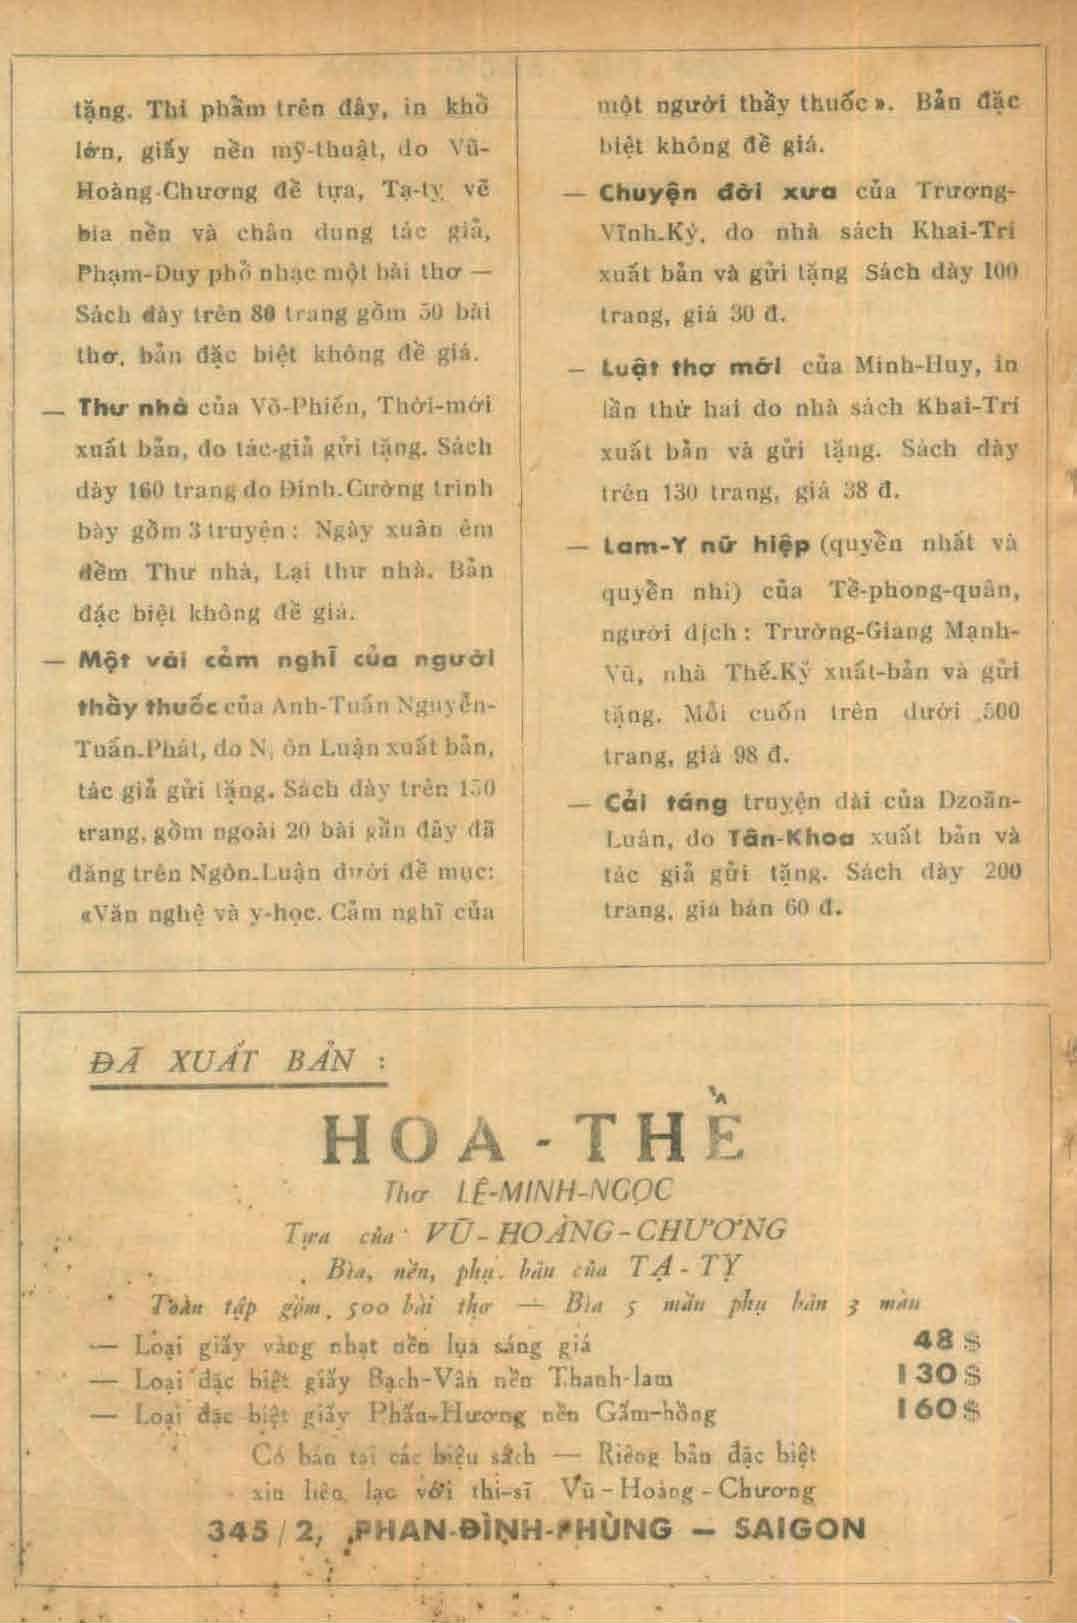 tặng. Thi phẩm trên đây, in khổ
lớn, giấy nền mỹ-thuật, do Vũ-
Hoàng-Chương đề tựa, Tạ-tỵ vẽ
bìa nền và chân dung tác giả,
Phạm-Duy phổ nhạc một bài thơ —
Sách dày trên 80 trang gồm 50 bài
thơ, bản đặc biệt không đề giá.
— Thư nhà của Võ-Phiến, Thời-mới
xuất bản, do tác-giả gửi tặng. Sách
dày 160 trang do Đinh-Cường trình
bày gồm 3 truyện : Ngày xuân êm
đềm Thư nhà, Lại thư nhà. Bản
đặc biệt không đề giá.
— Một vài cảm nghĩ của người
thầy thuốc của Anh-Tuấn Nguyễn-
Tuấn-Phát, do N, ôn Luận xuất bản,
tác giả gửi tặng. Sách dày trên 150
trang, gồm ngoài 20 bài gần đây đã
đăng trên Ngôn-Luận dưới đề mục:
«Văn nghệ và y-học. Cảm nghĩ của
một người thầy thuốc». Bản đặc
biệt không đề giá.
— Chuyện đời xưa của Trương-
Vĩnh-Ký, do nhà sách Khai-Trí
xuất bản và gửi tặng Sách dày 100
trang, giá 30 đ.
— Luật thơ mới của Minh-Huy, in
lần thứ hai do nhà sách Khai-Trí
xuất bản và gửi tặng. Sách dày
trên 130 trang, giá 38 đ.
— Lam-Y nữ hiệp (quyển nhất và
quyển nhì) của Tề-phong-quân,
người dịch : Trường-Giang Mạnh-
Vũ, nhà Thế-Kỷ xuất-bản và gửi
tặng. Mỗi cuốn trên dưới 500
trang, giá 98 đ.
— Cải táng truyện dài của Dzoãn-
Luân, do Tân-Khoa xuất bản và
tác giả gửi tặng. Sách dày 200
trang, giá bán 60 đ.
ĐÃ XUẤT BẢN :
HOA - THỀ
Thơ LÊ-MINH-NGỌC
Tựa của VŨ-HOÀNG-CHƯƠNG
Bìa, nền, phụ bản của TẠ-TỴ
Toàn tập gồm 500 bài thơ — Bìa 5 màu phụ bản 3 màu
— Loại giấy vàng nhạt nền lụa sáng giá 48$
— Loại đặc biệt giấy Bạch-Vân nền Thanh-lam 130$
— Loại đặc biệt giấy Phấn-Hương nền Gấm-hồng 160$
Có bán tại các hiệu sách — Riêng bản đặc biệt
xin liên lạc với thi-sĩ Vũ-Hoàng-Chương
345/2, PHAN-ĐÌNH-PHÙNG — SAIGON